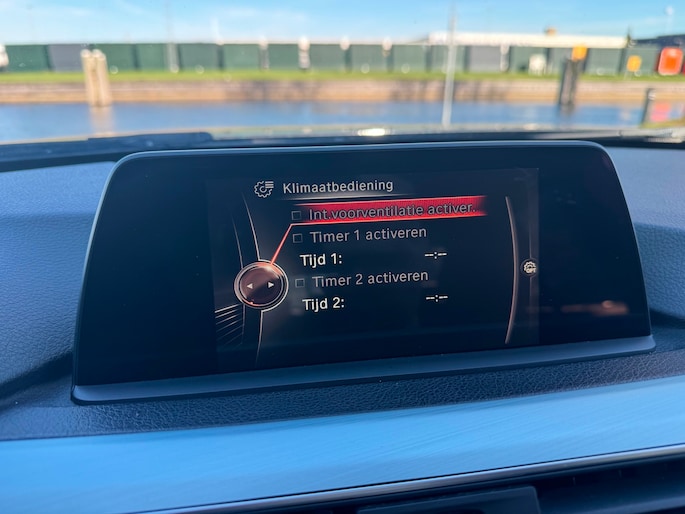 Klimaatbediening
Int.voorventilatie activer.
Timer 1 activeren
Tijd 1: --:--
Timer 2 activeren
Tijd 2: --:--